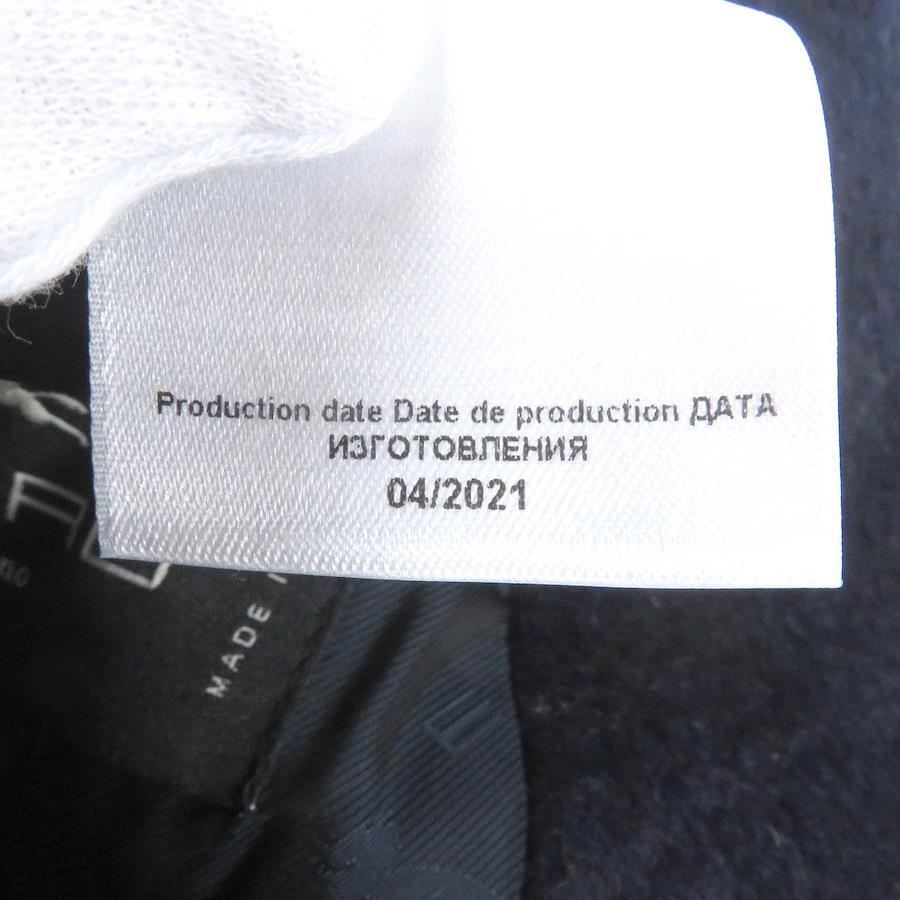 Production date Date de production ДАТА
ИЗГОТОВЛЕНИЯ
04/2021
MADE